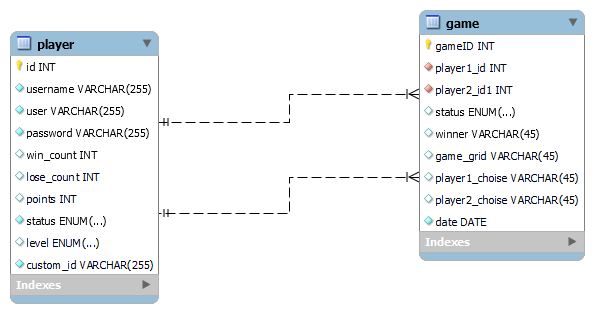 player
id INT
username VARCHAR(255)
user VARCHAR(255)
password VARCHAR(255)
win_count INT
lose_count INT
points INT
status ENUM(...)
level ENUM(...)
custom_id VARCHAR(255)
Indexes
game
gameID INT
player1_id INT
player2_id1 INT
status ENUM(...)
winner VARCHAR(45)
game_grid VARCHAR(45)
player1_choise VARCHAR(45)
player2_choise VARCHAR(45)
date DATE
Indexes